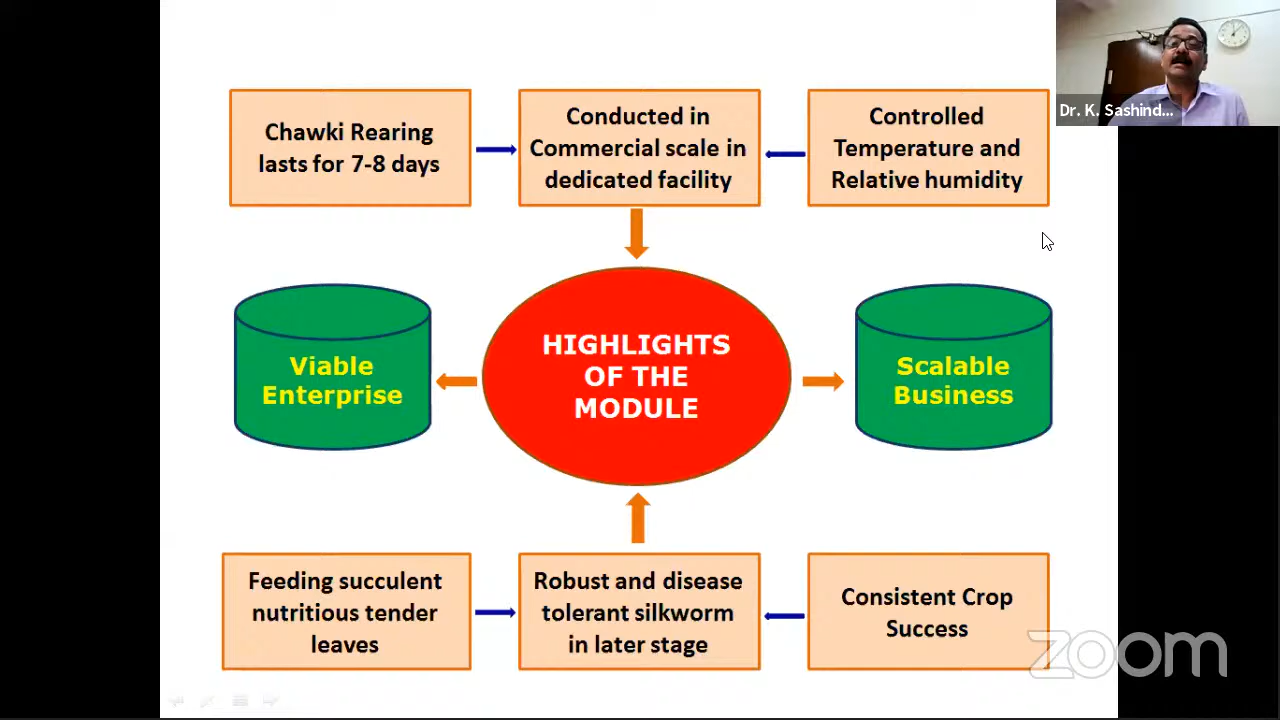 Dr. K. Sashind...
Chawki Rearing
lasts for 7-8 days
Conducted in
Commercial scale in
dedicated facility
Controlled
Temperature and
Relative humidity
Viable
Enterprise
HIGHLIGHTS
OF THE
MODULE
Scalable
Business
Feeding succulent
nutritious tender
leaves
Robust and disease
tolerant silkworm
in later stage
Consistent Crop
Success
zoom